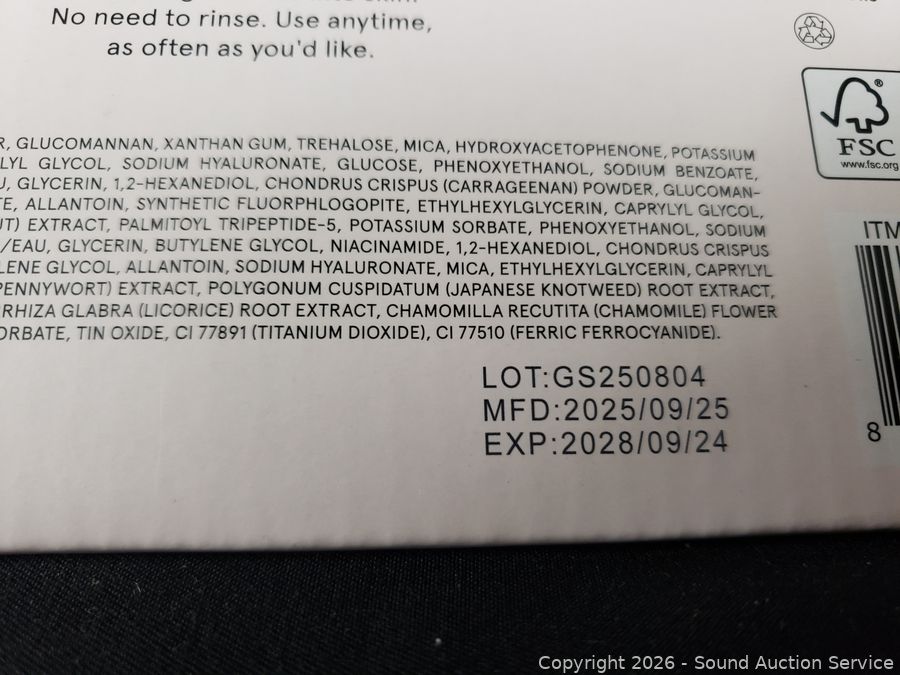 No need to rinse. Use anytime,
as often as you'd like.
FSC
®
www.fsc.org
GLUCOMANNAN, XANTHAN GUM, TREHALOSE, MICA, HYDROXYACETOPHENONE, POTASSIUM
GLYCOL, SODIUM HYALURONATE, GLUCOSE, PHENOXYETHANOL, SODIUM BENZOATE,
GLYCERIN, 1,2-HEXANEDIOL, CHONDRUS CRISPUS (CARRAGEENAN) POWDER, GLUCOMAN-
ALLANTOIN, SYNTHETIC FLUORPHLOGOPITE, ETHYLHEXYLGLYCERIN, CAPRYLYL GLYCOL,
EXTRACT, PALMITOYL TRIPEPTIDE-5, POTASSIUM SORBATE, PHENOXYETHANOL, SODIUM
/EAU, GLYCERIN, BUTYLENE GLYCOL, NIACINAMIDE, 1,2-HEXANEDIOL, CHONDRUS CRISPUS
LENE GLYCOL, ALLANTOIN, SODIUM HYALURONATE, MICA, ETHYLHEXYLGLYCERIN, CAPRYLYL
PENNYWORT) EXTRACT, POLYGONUM CUSPIDATUM (JAPANESE KNOTWEED) ROOT EXTRACT,
RHIZA GLABRA (LICORICE) ROOT EXTRACT, CHAMOMILLA RECUTITA (CHAMOMILE) FLOWER
ORBATE, TIN OXIDE, CI 77891 (TITANIUM DIOXIDE), CI 77510 (FERRIC FERROCYANIDE).
ITM
8
LOT:GS250804
MFD:2025/09/25
EXP:2028/09/24
Copyright 2026 - Sound Auction Service